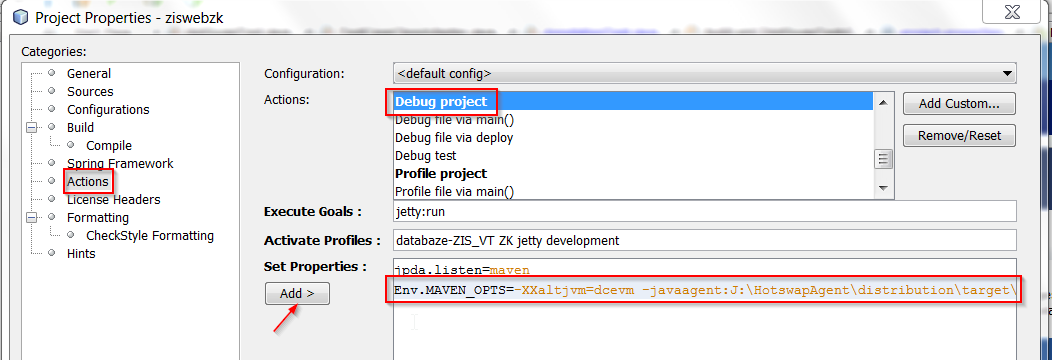 Project Properties - ziswebzk
Categories:
General
Sources
Configurations
Build
Compile
Spring Framework
Actions
License Headers
Formatting
CheckStyle Formatting
Hints
Configuration:
<default config>
Actions:
Debug project
Debug file via main()
Debug file via deploy
Debug test
Profile project
Profile file via main()
Add Custom...
Remove/Reset
Execute Goals :
jetty:run
Activate Profiles :
databaze-ZIS_VT ZK jetty development
Set Properties :
Add >
jpda.listen=maven
Env.MAVEN_OPTS=-XXaltjvm=dcevm -javaagent:J:\HotswapAgent\distribution\target\